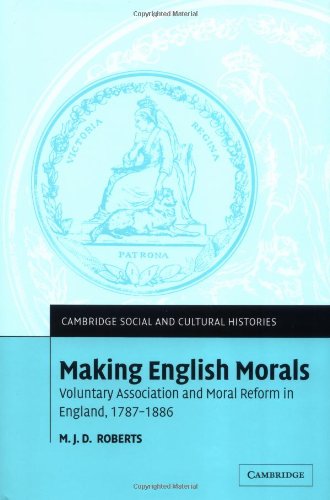 VICTORIA REGINA
PATRONA
CAMBRIDGE SOCIAL AND CULTURAL HISTORIES
Making English Morals
Voluntary Association and Moral Reform in
England, 1787–1886
M. J. D. ROBERTS
CAMBRIDGE